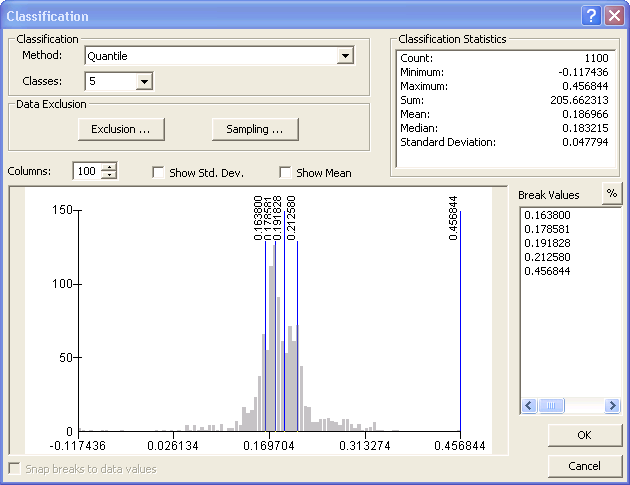 Classification
Classification
Method: Quantile
Classes: 5
Data Exclusion
Exclusion ...
Sampling ...
Classification Statistics
Count: 1100
Minimum: -0.117436
Maximum: 0.456844
Sum: 205.662313
Mean: 0.186966
Median: 0.183215
Standard Deviation: 0.047794
Columns: 100
Show Std. Dev.
Show Mean
Break Values
%
0.163800
0.178581
0.191828
0.212580
0.456844
0.163800
0.178581
0.191828
0.212580
0.456844
150
100
50
0
-0.117436
0.026134
0.169704
0.313274
0.456844
Snap breaks to data values
OK
Cancel